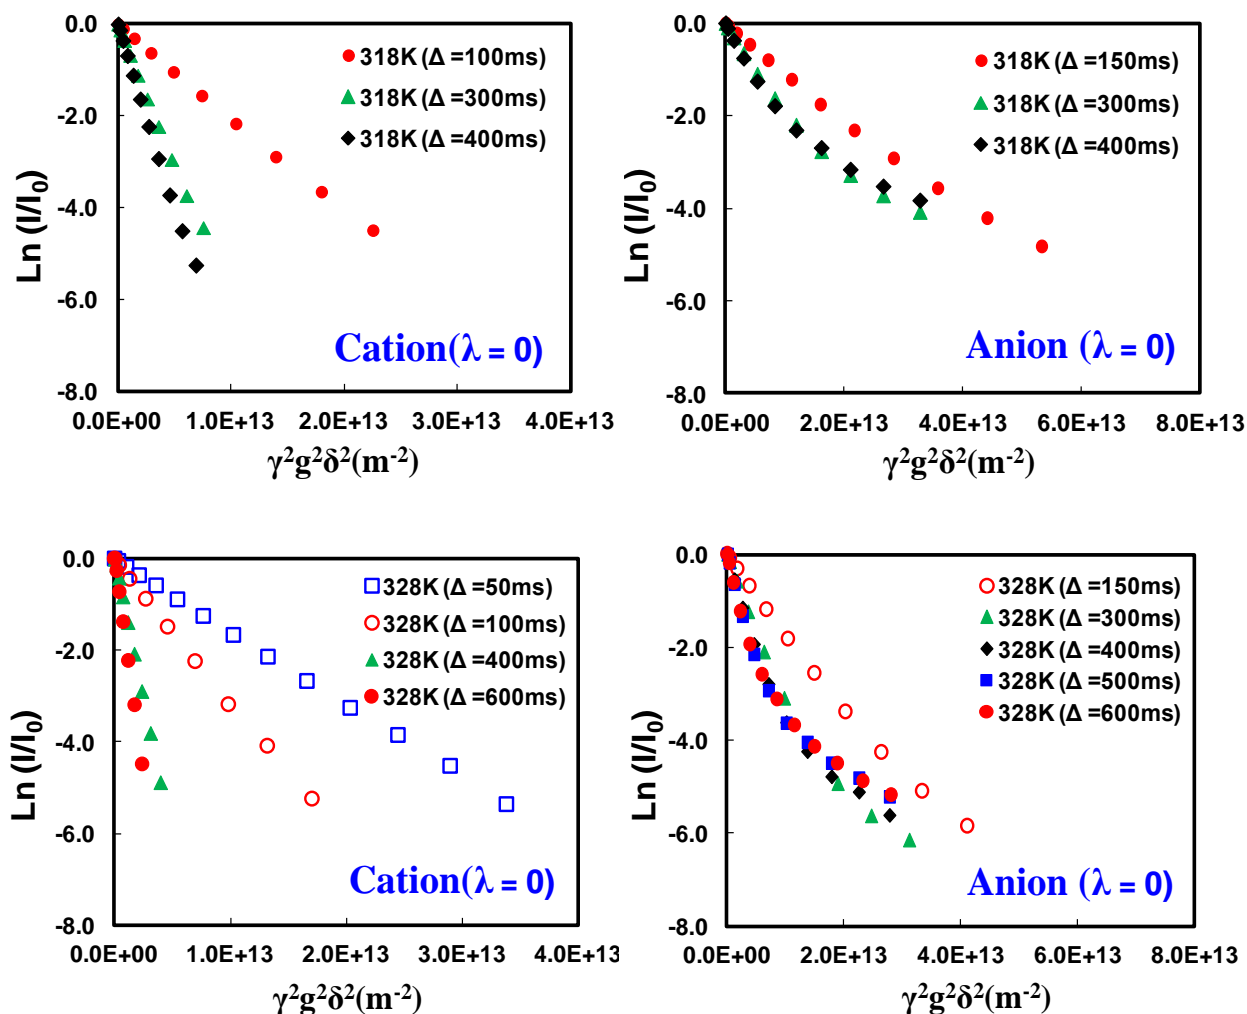 0.0
-2.0
-4.0
-6.0
-8.0
Ln (I/I₀)
318K (Δ =100ms)
318K (Δ =300ms)
318K (Δ =400ms)
Cation(λ = 0)
0.0E+00 1.0E+13 2.0E+13 3.0E+13 4.0E+13
γ²g²δ²(m⁻²)
0.0
-2.0
-4.0
-6.0
-8.0
Ln (I/I₀)
318K (Δ =150ms)
318K (Δ =300ms)
318K (Δ =400ms)
Anion (λ = 0)
0.0E+00 2.0E+13 4.0E+13 6.0E+13 8.0E+13
γ²g²δ²(m⁻²)
0.0
-2.0
-4.0
-6.0
-8.0
Ln (I/I₀)
328K (Δ =50ms)
328K (Δ =100ms)
328K (Δ =400ms)
328K (Δ =600ms)
Cation(λ = 0)
0.0E+00 1.0E+13 2.0E+13 3.0E+13 4.0E+13
γ²g²δ²(m⁻²)
0.0
-2.0
-4.0
-6.0
-8.0
Ln (I/I₀)
328K (Δ =150ms)
328K (Δ =300ms)
328K (Δ =400ms)
328K (Δ =500ms)
328K (Δ =600ms)
Anion (λ = 0)
0.0E+00 2.0E+13 4.0E+13 6.0E+13 8.0E+13
γ²g²δ²(m⁻²)